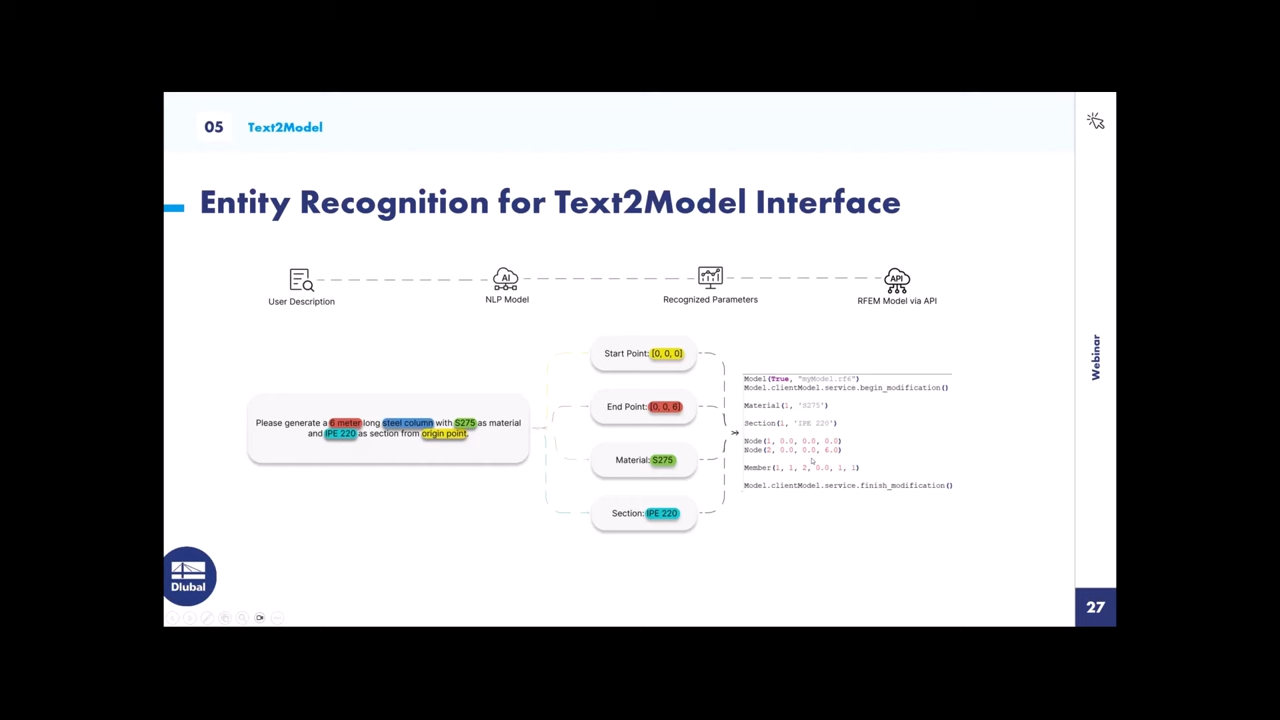 05 Text2Model
Entity Recognition for Text2Model Interface
AI
API
User Description
NLP Model
Recognized Parameters
RFEM Model via API
Please generate a 6 meter long steel column with S275 as material
and IPE 220 as section from origin point.
Start Point: [0, 0, 0]
End Point: [0, 0, 6]
Material: S275
Section: IPE 220
Model(True, "myModel.rf6")
Model.clientModel.service.begin_modification()
Material(1, 'S275')
Section(1, 'IPE 220')
Node(1, 0.0, 0.0, 0.0)
Node(2, 0.0, 0.0, 6.0)
Member(1, 1, 2, 0.0, 1, 1)
Model.clientModel.service.finish_modification()
Webinar
Dlubal
27